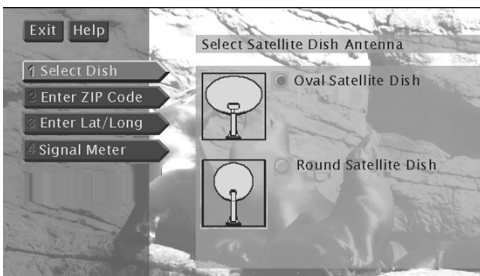 Exit Help
Select Satellite Dish Antenna
1 Select Dish
Oval Satellite Dish
2 Enter ZIP Code
3 Enter Lat/Long
4 Signal Meter
Round Satellite Dish